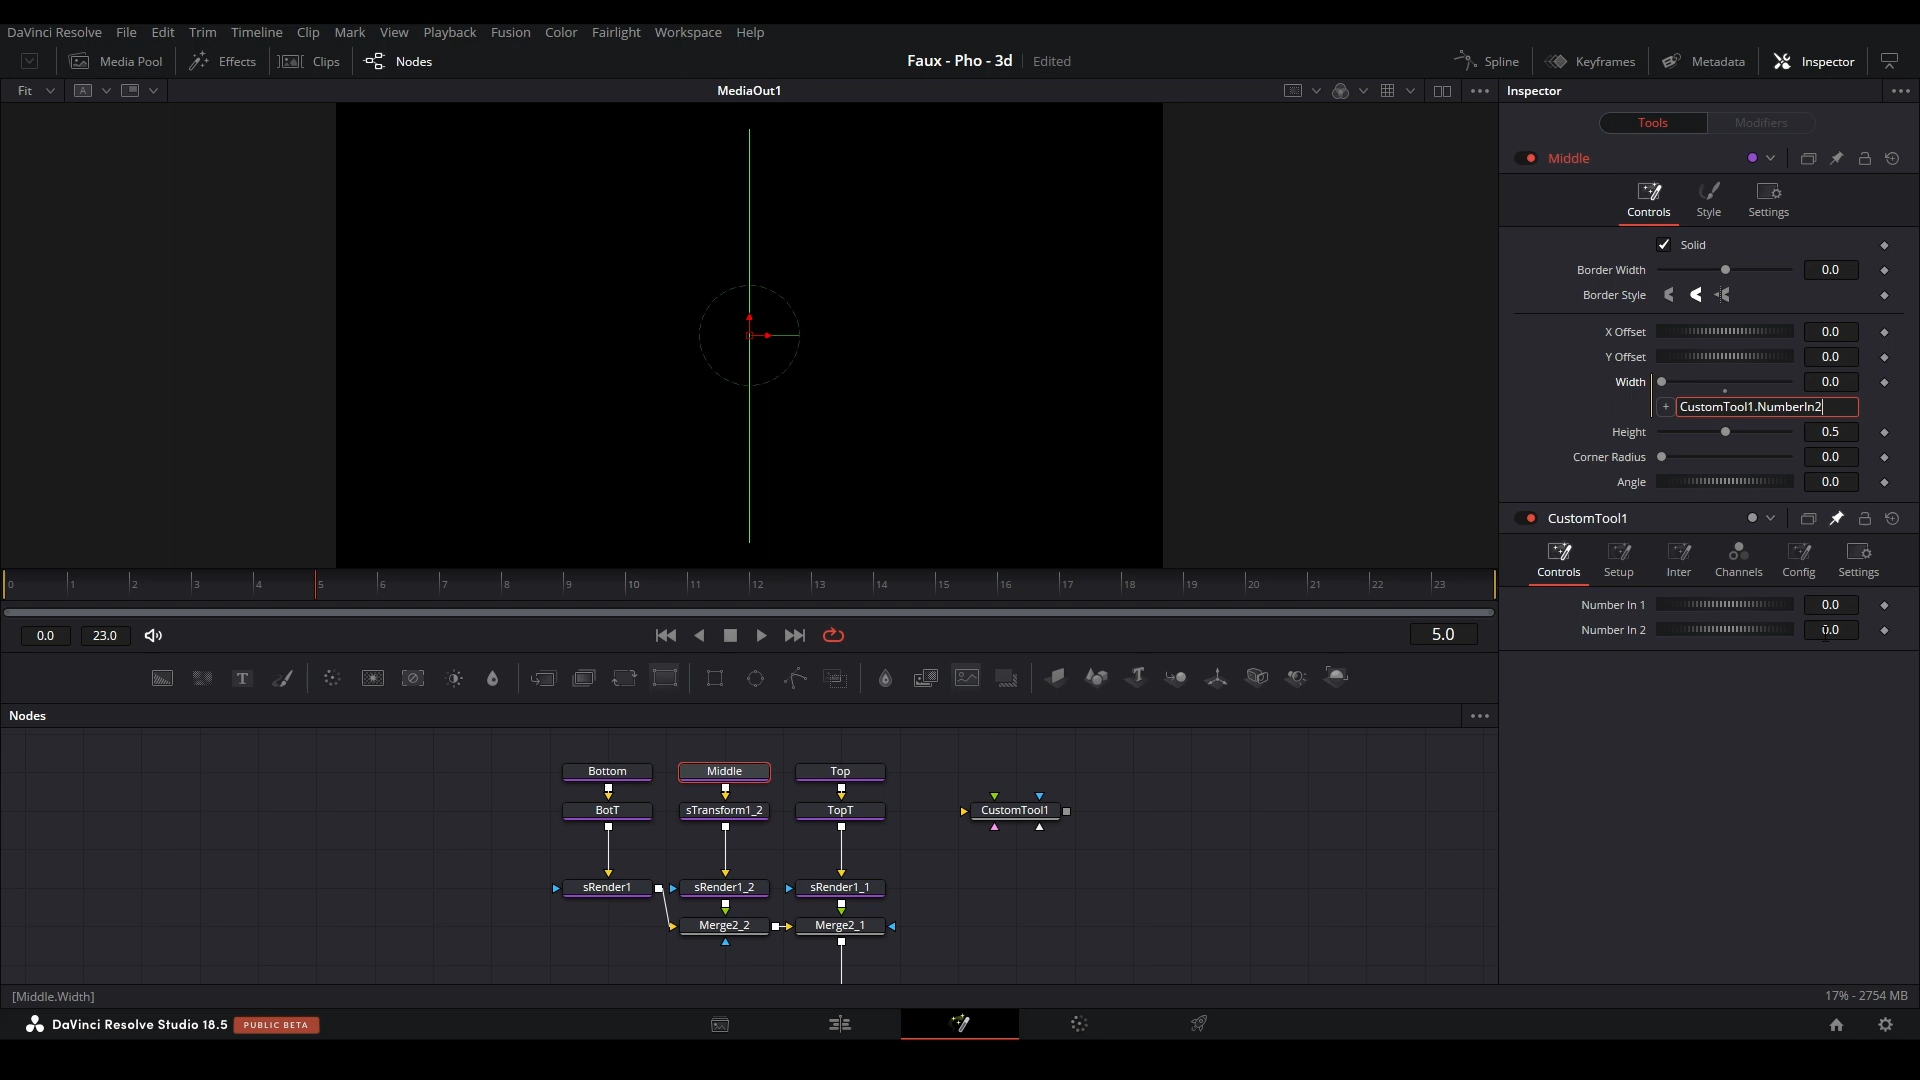 DaVinci Resolve File Edit Trim Timeline Clip Mark View Playback Fusion Color Fairlight Workspace Help
Media Pool Effects Clips Nodes Faux - Pho - 3d Edited Spline Keyframes Metadata Inspector
Fit A MediaOut1 Inspector
Tools Modifiers
Middle
Controls Style Settings
Solid
Border Width 0.0
Border Style
X Offset 0.0
Y Offset 0.0
Width 0.0
+ CustomTool1.NumberIn2
Height 0.5
Corner Radius 0.0
Angle 0.0
CustomTool1
Controls Setup Inter Channels Config Settings
Number In 1 0.0
Number In 2 0.0
0 1 2 3 4 5 6 7 8 9 10 11 12 13 14 15 16 17 18 19 20 21 22 23
0.0 23.0 5.0
T T
Nodes
Bottom Middle Top
BotT sTransform1_2 TopT CustomTool1
sRender1 sRender1_2 sRender1_1
Merge2_2 Merge2_1
[Middle.Width] 17% - 2754 MB
DaVinci Resolve Studio 18.5 PUBLIC BETA